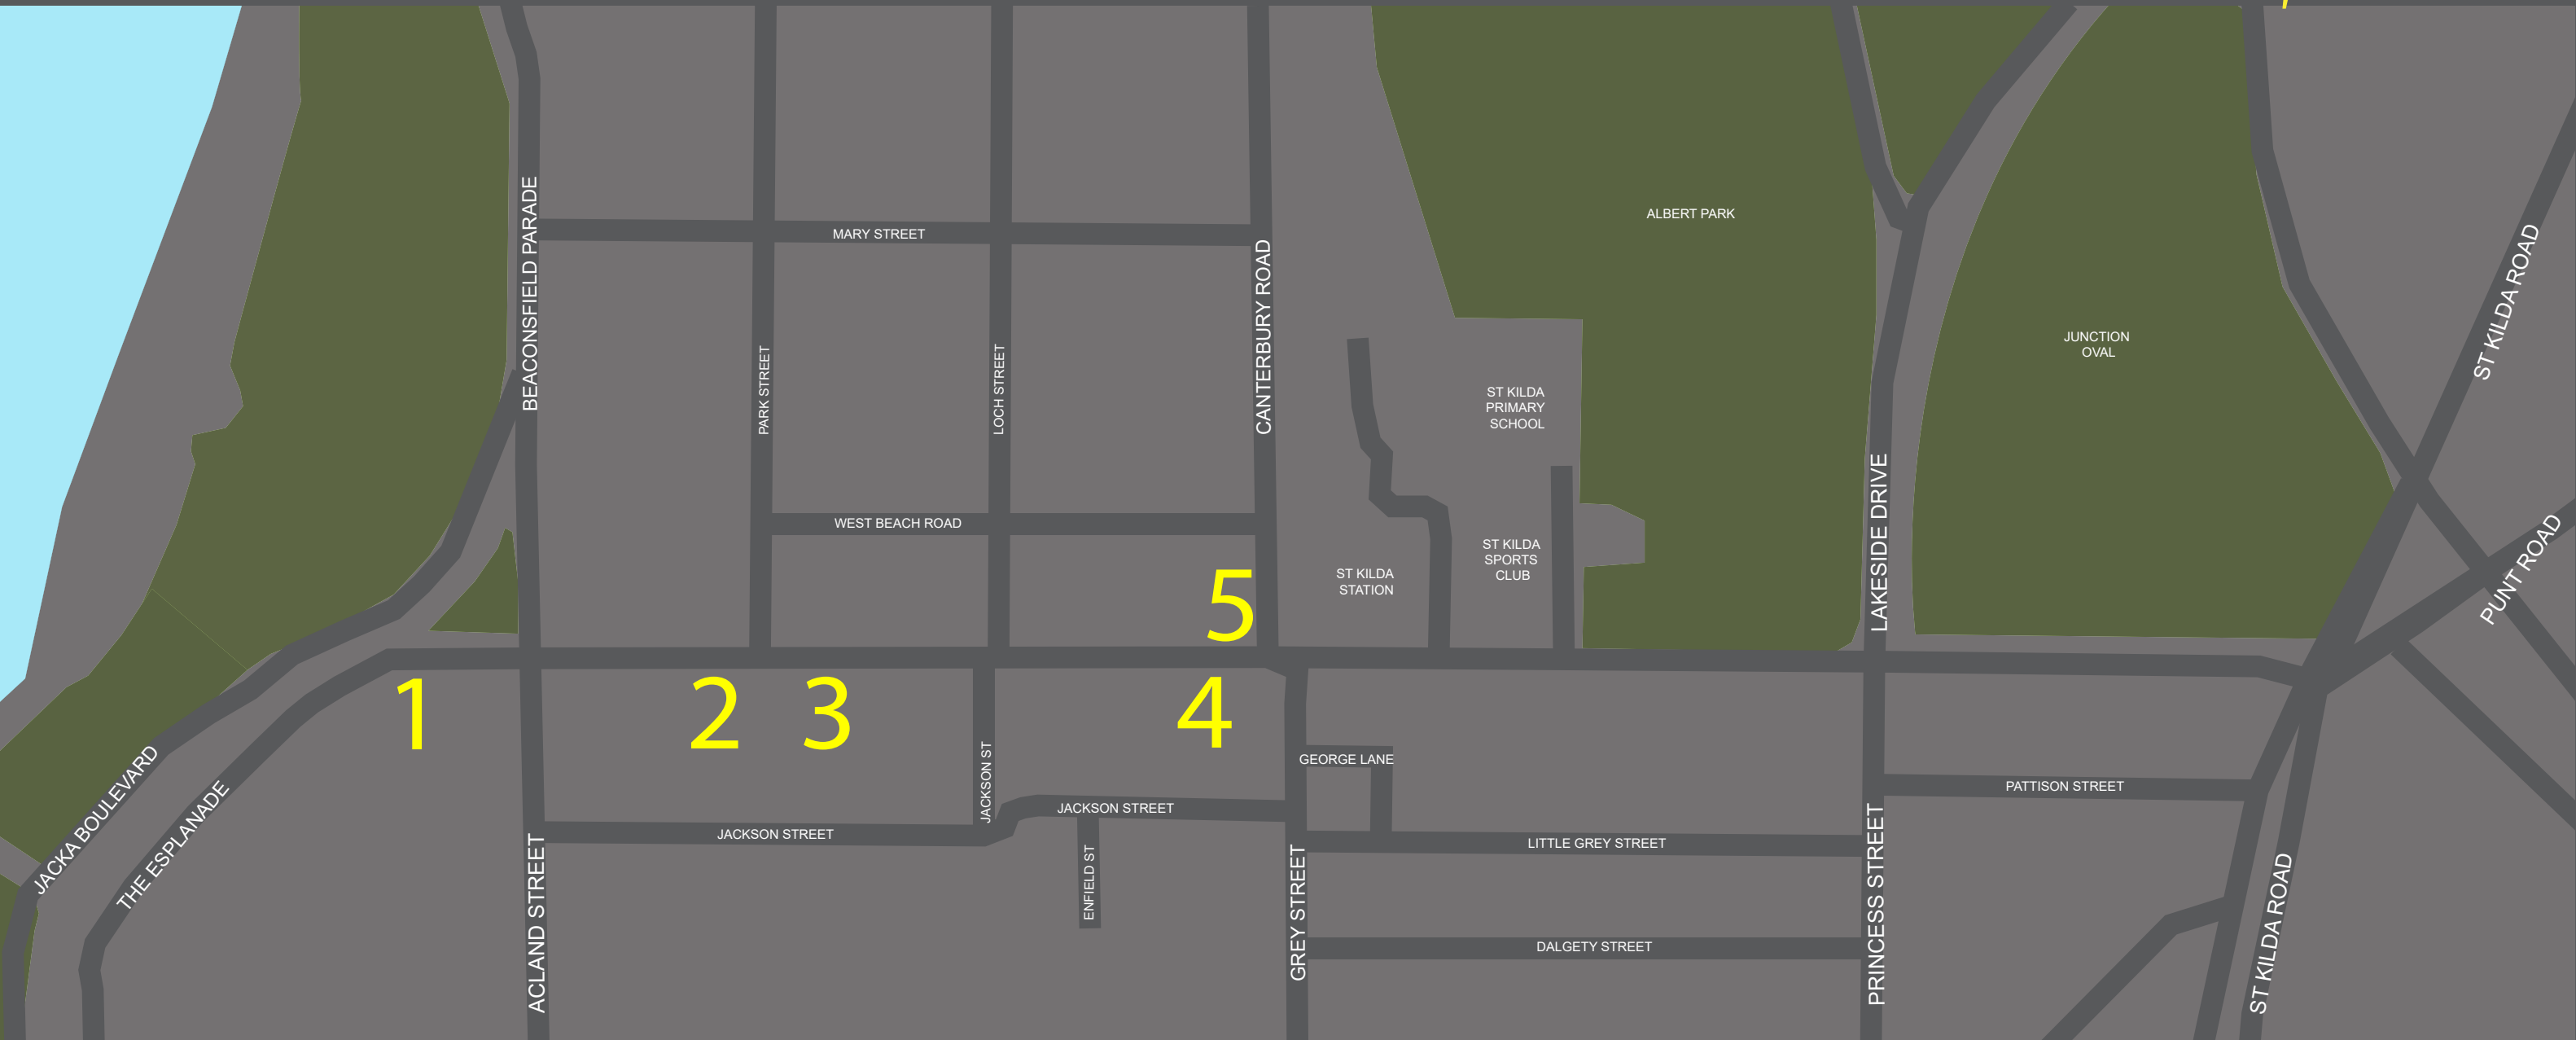 BEACONSFIELD PARADE
MARY STREET
PARK STREET
LOCH STREET
CANTERBURY ROAD
ALBERT PARK
JUNCTION
OVAL
ST KILDA ROAD
ST KILDA
PRIMARY
SCHOOL
WEST BEACH ROAD
LAKESIDE DRIVE
ST KILDA
SPORTS
CLUB
ST KILDA
STATION
PUNT ROAD
5
1
2
3
4
JACKA BOULEVARD
THE ESPLANADE
JACKSON ST
GEORGE LANE
PATTISON STREET
JACKSON STREET
JACKSON STREET
LITTLE GREY STREET
ENFIELD ST
ACLAND STREET
GREY STREET
PRINCESS STREET
DALGETY STREET
ST KILDA ROAD